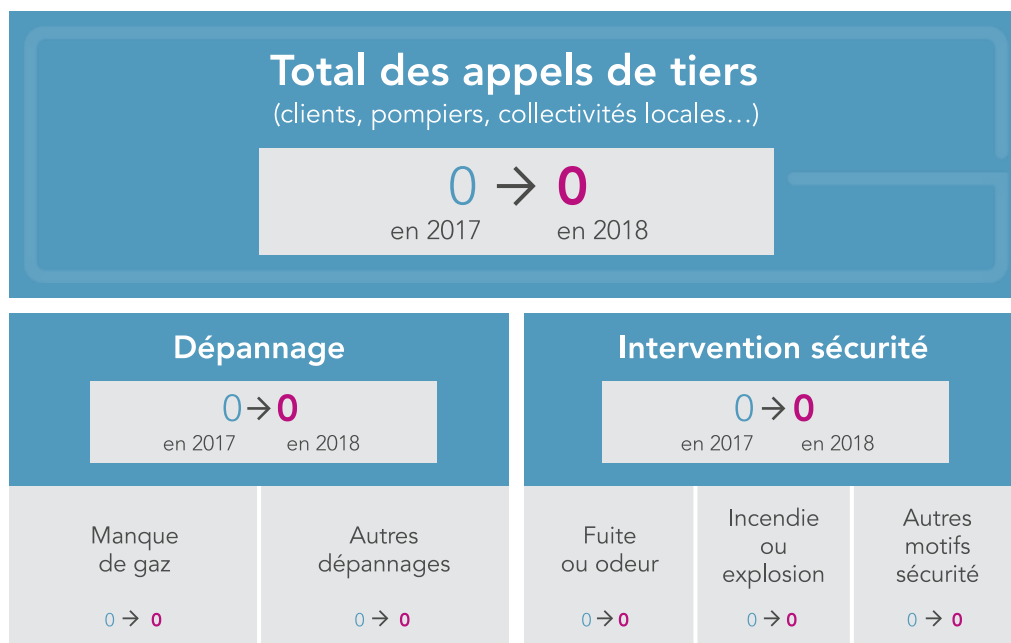 Total des appels de tiers
(clients, pompiers, collectivités locales…)
0 → 0
en 2017 en 2018
Dépannage
0 → 0
en 2017 en 2018
Manque
de gaz
0 → 0
Autres
dépannages
0 → 0
Intervention sécurité
0 → 0
en 2017 en 2018
Fuite
ou odeur
0 → 0
Incendie
ou
explosion
0 → 0
Autres
motifs
sécurité
0 → 0